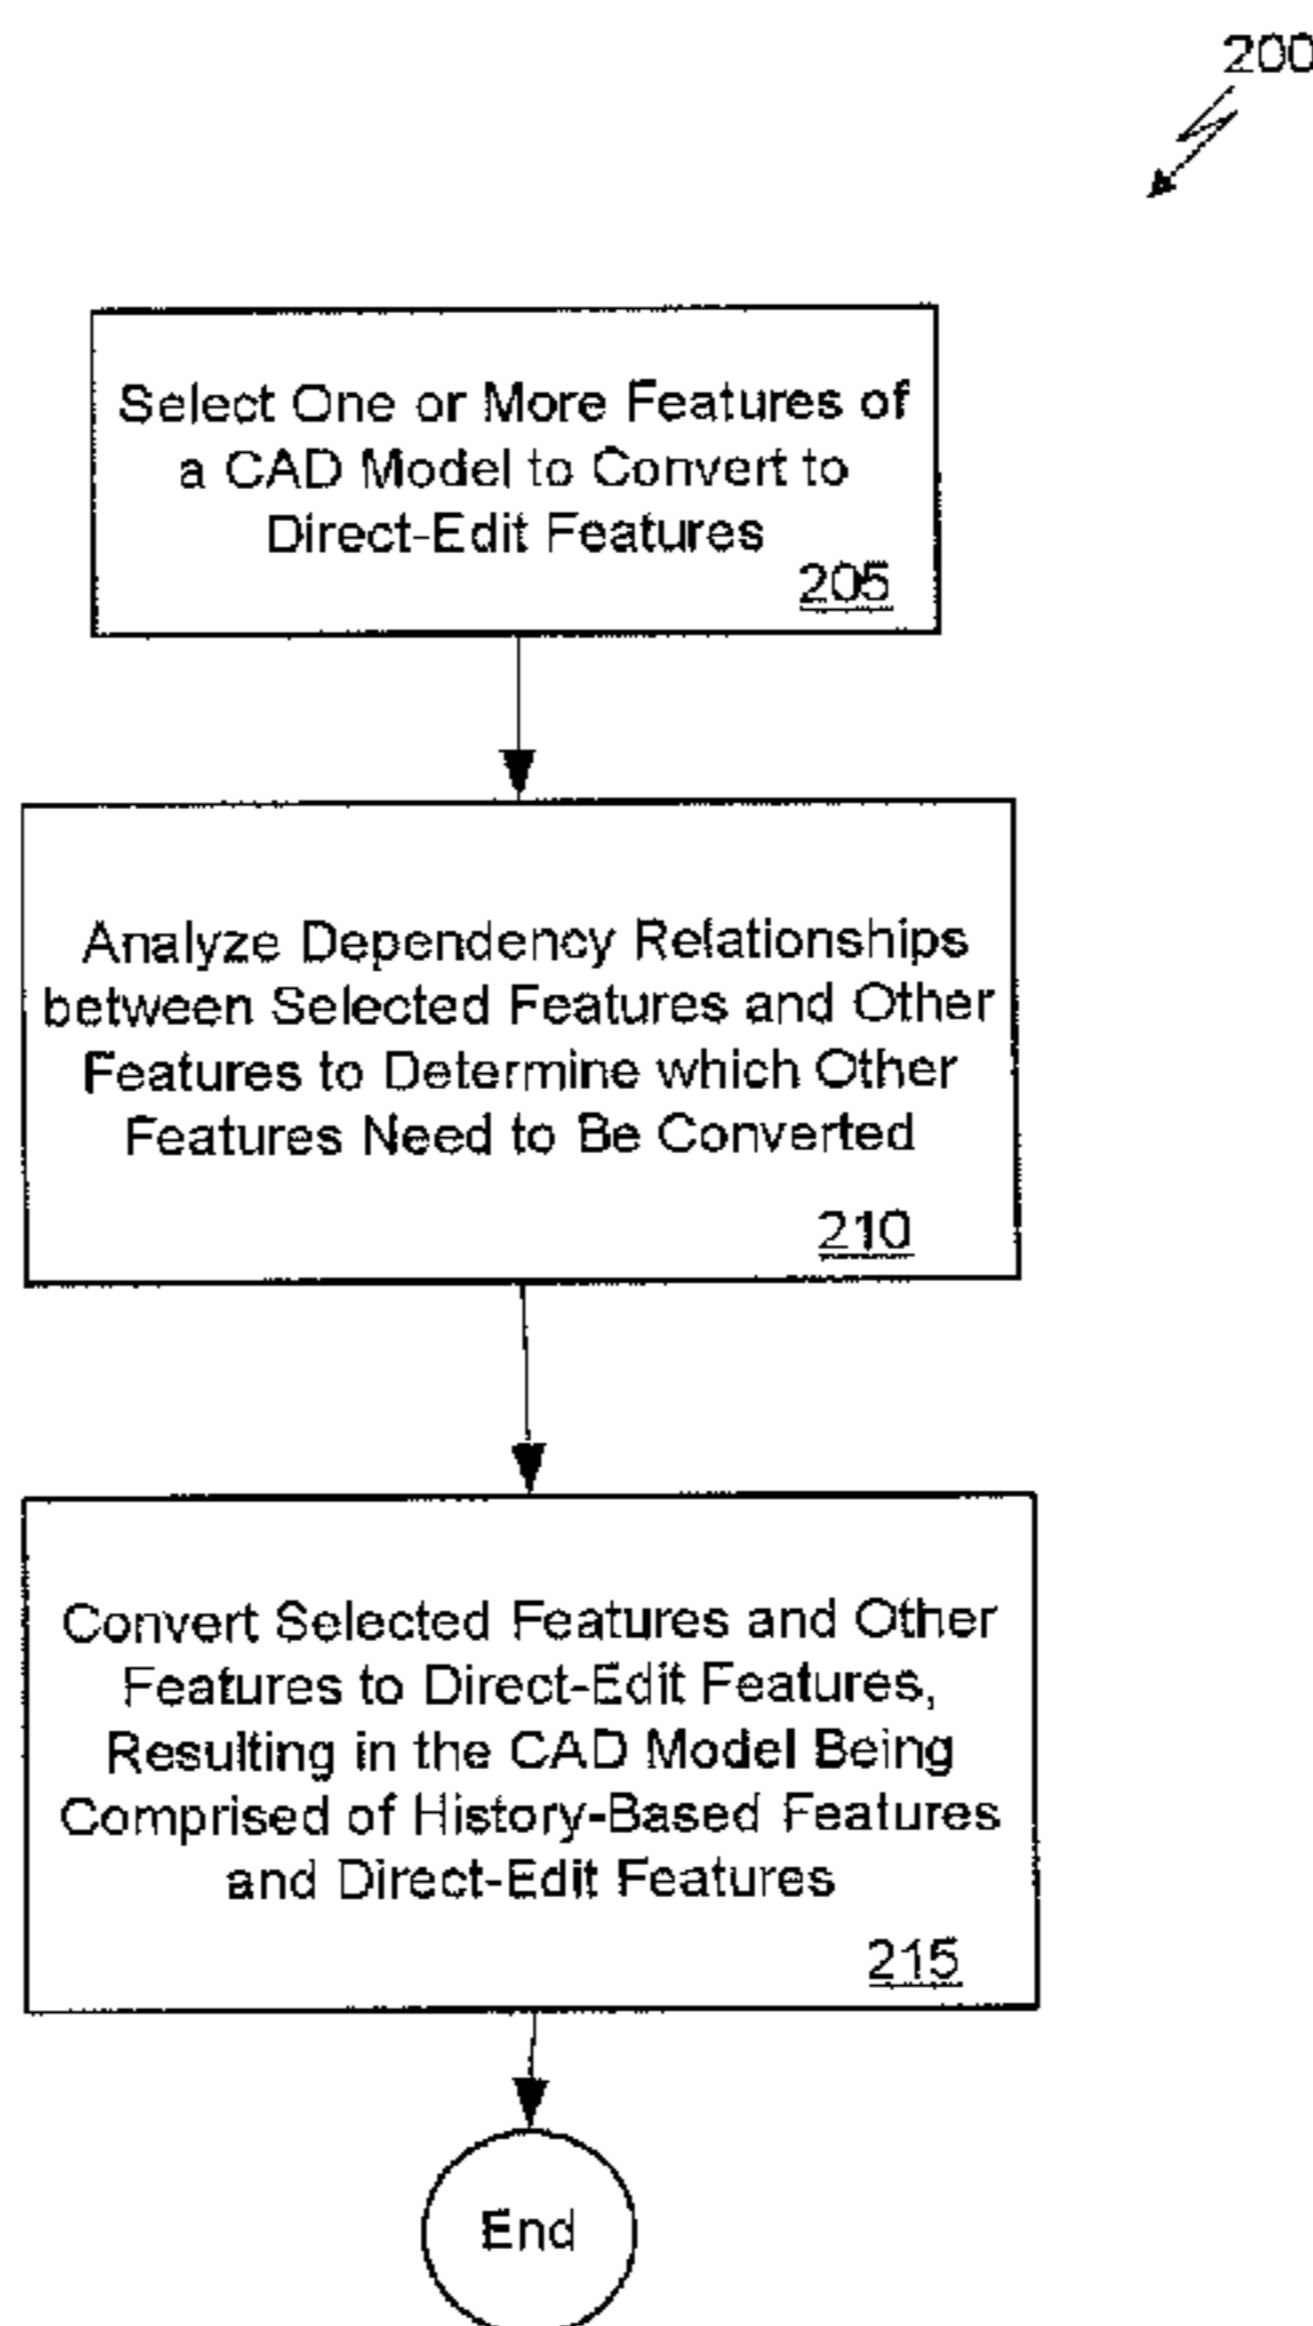 200
Select One or More Features of
a CAD Model to Convert to
Direct-Edit Features
205
Analyze Dependency Relationships
between Selected Features and Other
Features to Determine which Other
Features Need to Be Converted
210
Convert Selected Features and Other
Features to Direct-Edit Features,
Resulting in the CAD Model Being
Comprised of History-Based Features
and Direct-Edit Features
215
End